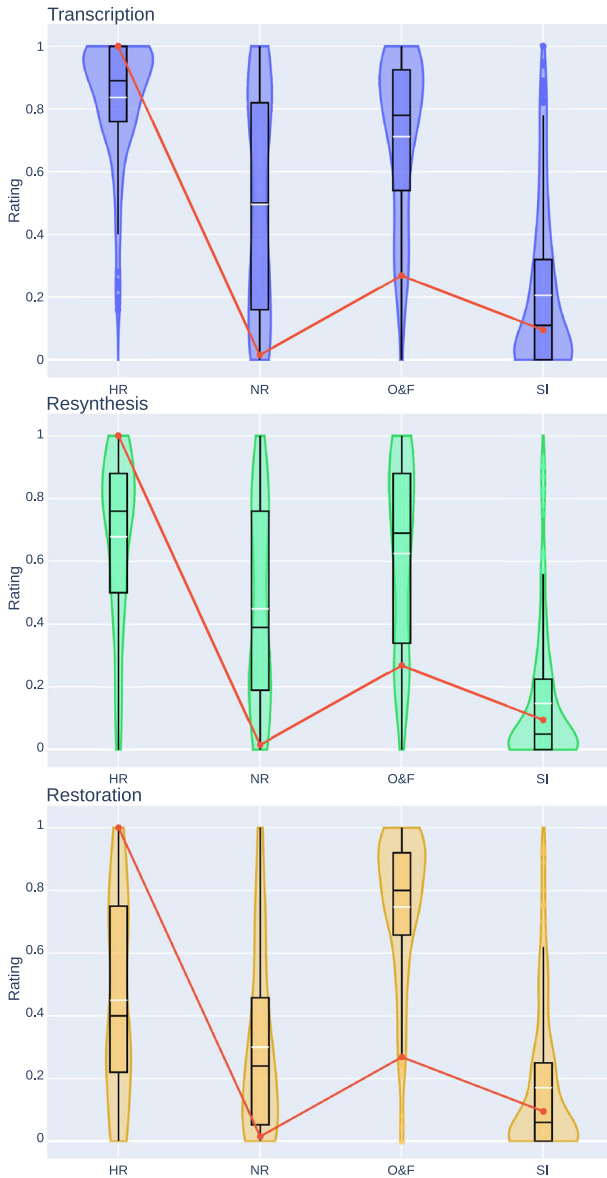 Transcription
1
0.8
0.6
0.4
0.2
0
Rating
HR NR O&F SI
Resynthesis
1
0.8
0.6
0.4
0.2
0
Rating
HR NR O&F SI
Restoration
1
0.8
0.6
0.4
0.2
0
Rating
HR NR O&F SI